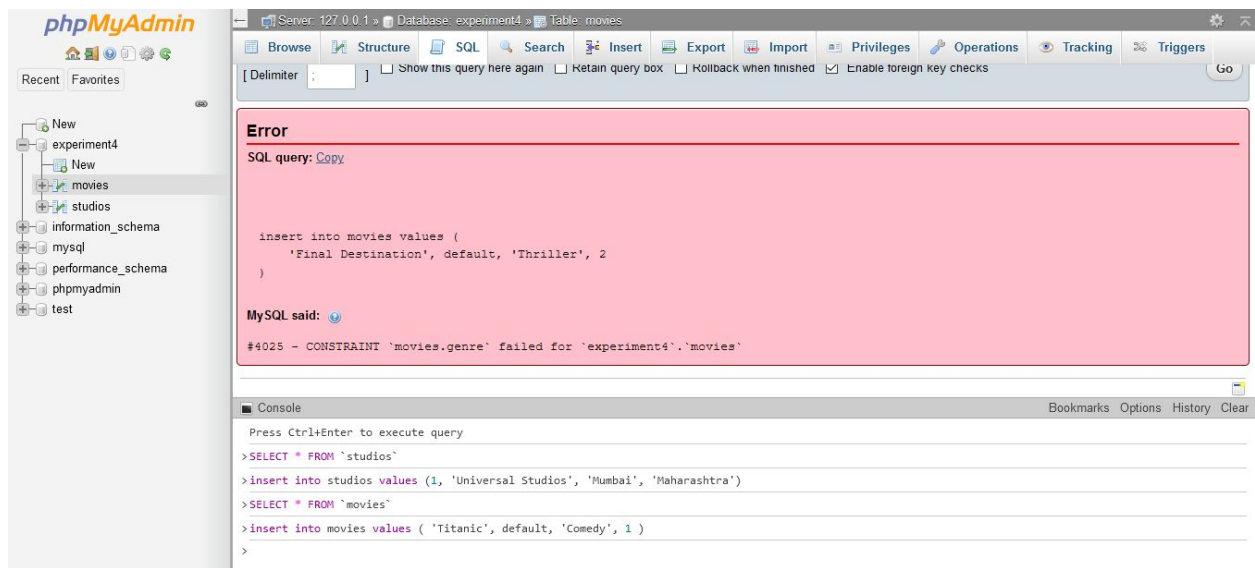 phpMyAdmin
Server: 127.0.0.1 » Database: experiment4 » Table: movies
Browse Structure SQL Search Insert Export Import Privileges Operations Tracking Triggers
Recent Favorites
[ Delimiter ; ] Show this query here again Retain query box Rollback when finished Enable foreign key checks Go
New
experiment4
New
movies
studios
information_schema
mysql
performance_schema
phpmyadmin
test
Error
SQL query: Copy
insert into movies values (
'Final Destination', default, 'Thriller', 2
)
MySQL said:
#4025 - CONSTRAINT `movies.genre` failed for `experiment4`.`movies`
Console Bookmarks Options History Clear
Press Ctrl+Enter to execute query
>SELECT * FROM `studios`
>insert into studios values (1, 'Universal Studios', 'Mumbai', 'Maharashtra')
>SELECT * FROM `movies`
>insert into movies values ( 'Titanic', default, 'Comedy', 1 )
>